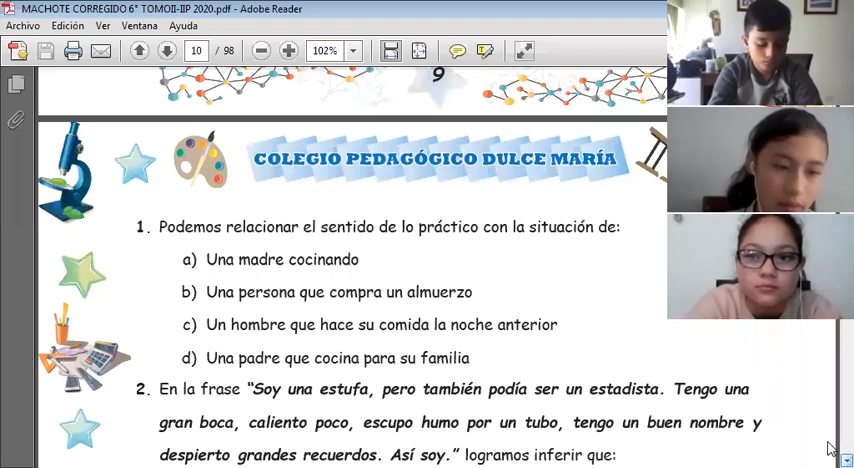 MACHOTE CORREGIDO 6° TOMOII-IIP 2020.pdf - Adobe Reader
Archivo Edición Ver Ventana Ayuda
10 / 98 102%
9
COLEGIO PEDAGÓGICO DULCE MARÍA
1. Podemos relacionar el sentido de lo práctico con la situación de:
a) Una madre cocinando
b) Una persona que compra un almuerzo
c) Un hombre que hace su comida la noche anterior
d) Una padre que cocina para su familia
2. En la frase “Soy una estufa, pero también podía ser un estadista. Tengo una
gran boca, caliento poco, escupo humo por un tubo, tengo un buen nombre y
despierto grandes recuerdos. Así soy.” logramos inferir que: